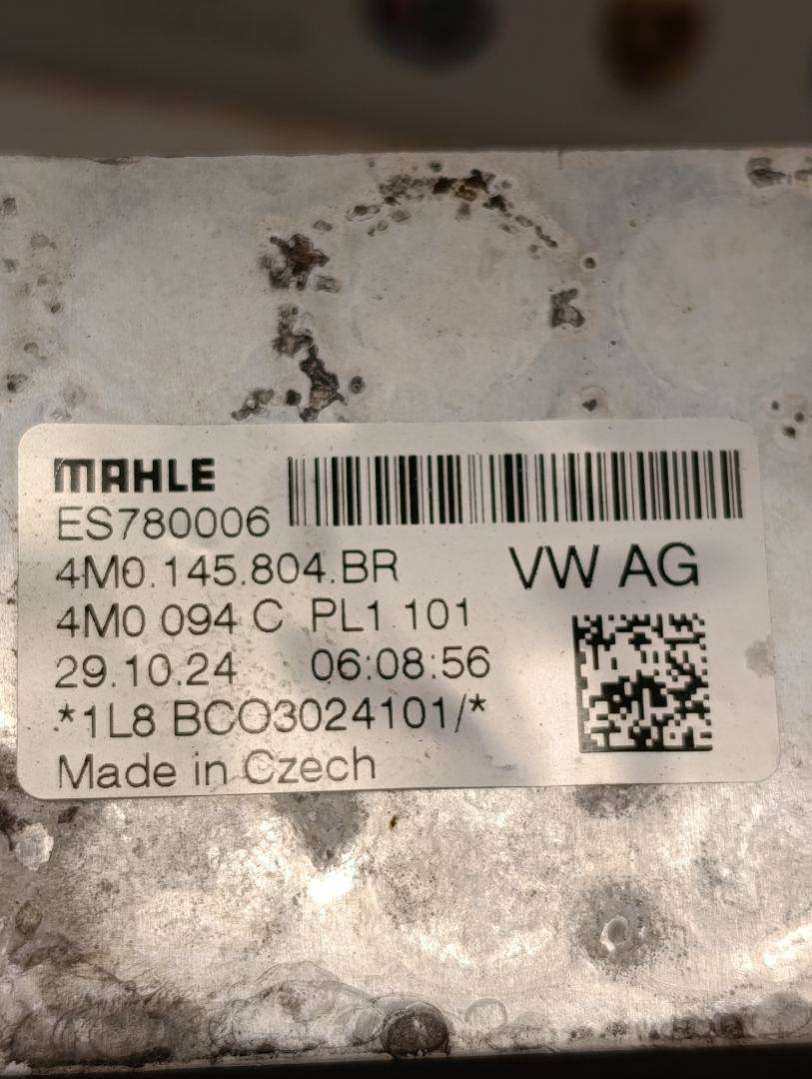 MAHLE
ES780006
4M0.145.804.BR VW AG
4M0 094 C PL1 101
29.10.24 06:08:56
*1L8 BCO3024101/*
Made in Czech